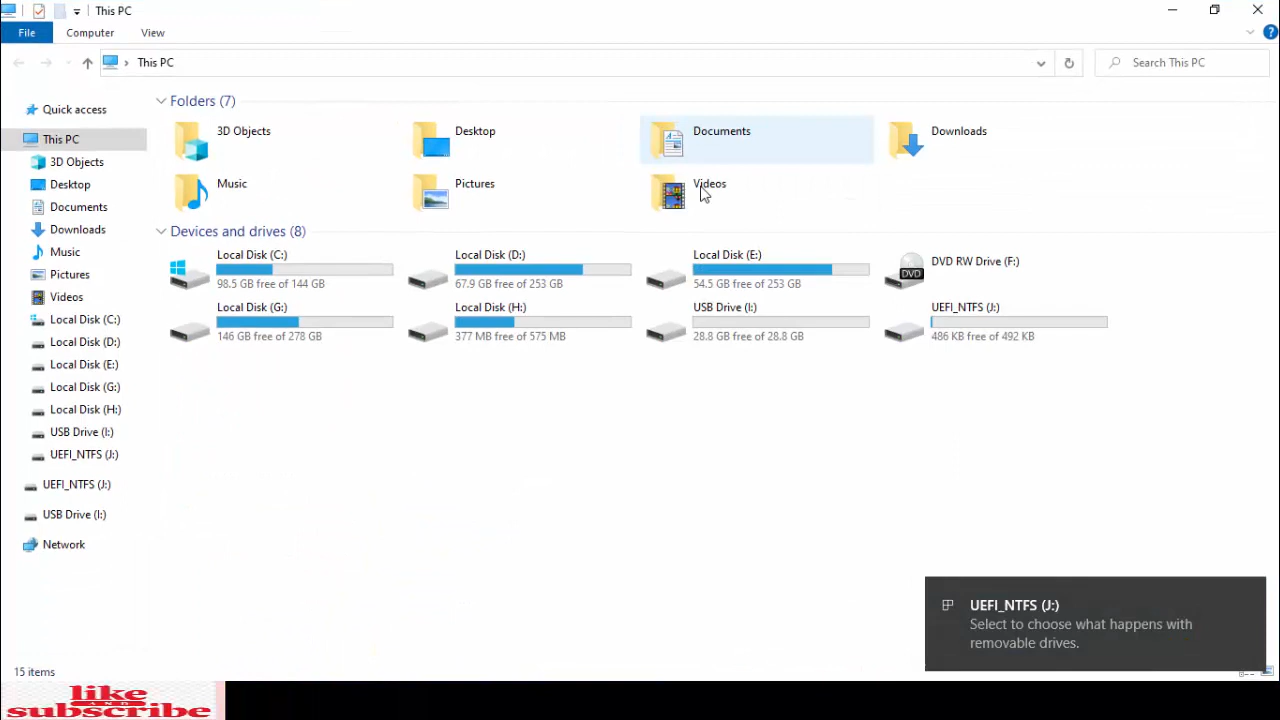 This PC
File
Computer
View
This PC
Search This PC
Quick access
This PC
3D Objects
Desktop
Documents
Downloads
Music
Pictures
Videos
Local Disk (C:)
Local Disk (D:)
Local Disk (E:)
Local Disk (G:)
Local Disk (H:)
USB Drive (I:)
UEFI_NTFS (J:)
UEFI_NTFS (J:)
USB Drive (I:)
Network
Folders (7)
3D Objects
Desktop
Documents
Downloads
Music
Pictures
Videos
Devices and drives (8)
Local Disk (C:)
98.5 GB free of 144 GB
Local Disk (D:)
67.9 GB free of 253 GB
Local Disk (E:)
54.5 GB free of 253 GB
DVD RW Drive (F:)
DVD
Local Disk (G:)
146 GB free of 278 GB
Local Disk (H:)
377 MB free of 575 MB
USB Drive (I:)
28.8 GB free of 28.8 GB
UEFI_NTFS (J:)
486 KB free of 492 KB
UEFI_NTFS (J:)
Select to choose what happens with
removable drives.
15 items
like
AND
subscribe